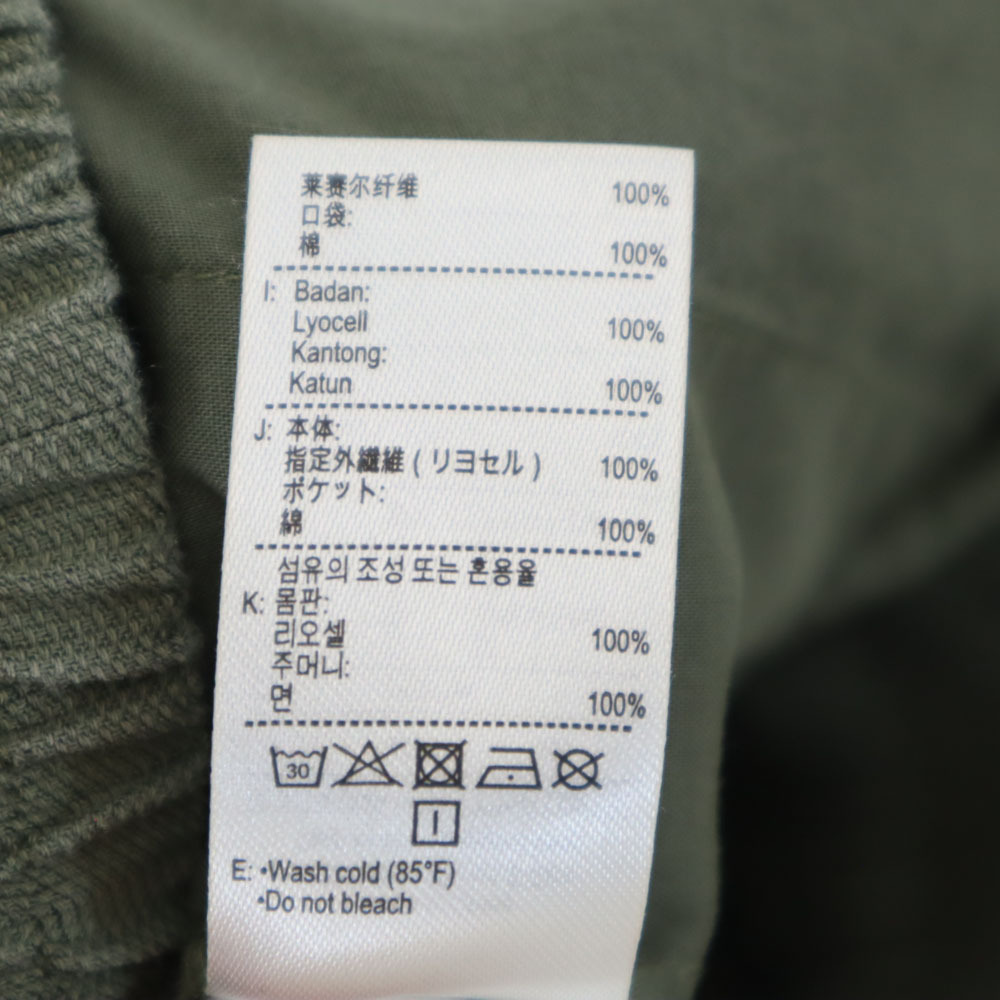 莱赛尔纤维 100%
口袋:
棉 100%
I: Badan:
Lyocell 100%
Kantong:
Katun 100%
J: 本体:
指定外繊維 ( リヨセル ) 100%
ポケット:
綿 100%
섬유의 조성 또는 혼용율
K: 몸판:
리오셀 100%
주머니:
면 100%
30
E: •Wash cold (85°F)
•Do not bleach